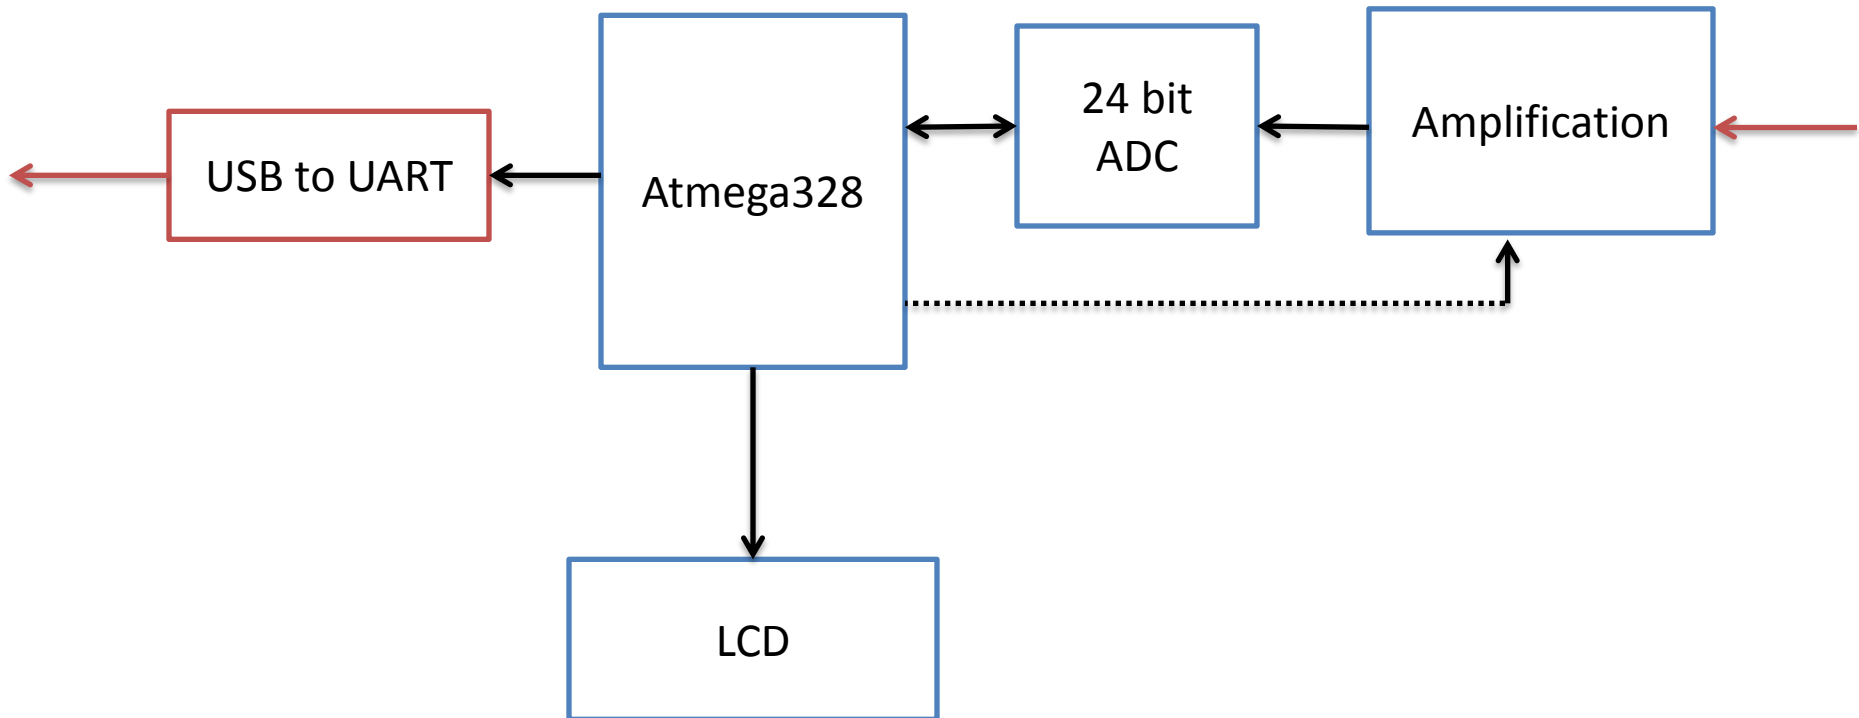 USB to UART
Atmega328
24 bit
ADC
Amplification
LCD